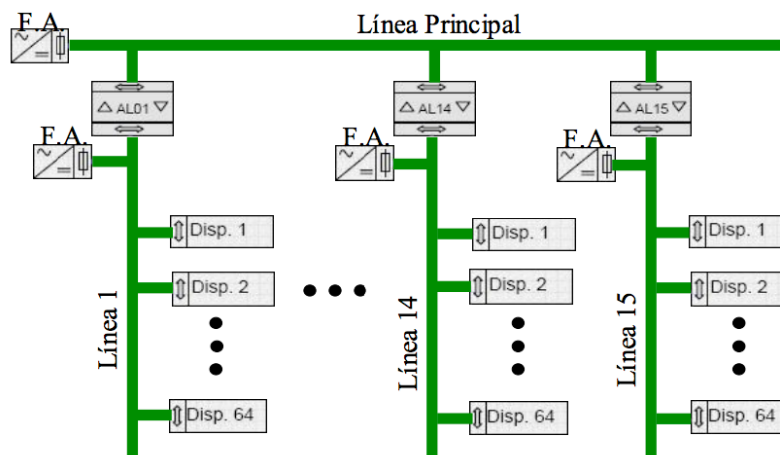 F.A.
Línea Principal
AL01
AL14
AL15
F.A.
F.A.
F.A.
Disp. 1
Disp. 1
Disp. 1
Disp. 2
Disp. 2
Disp. 2
Línea 1
Línea 14
Línea 15
Disp. 64
Disp. 64
Disp. 64